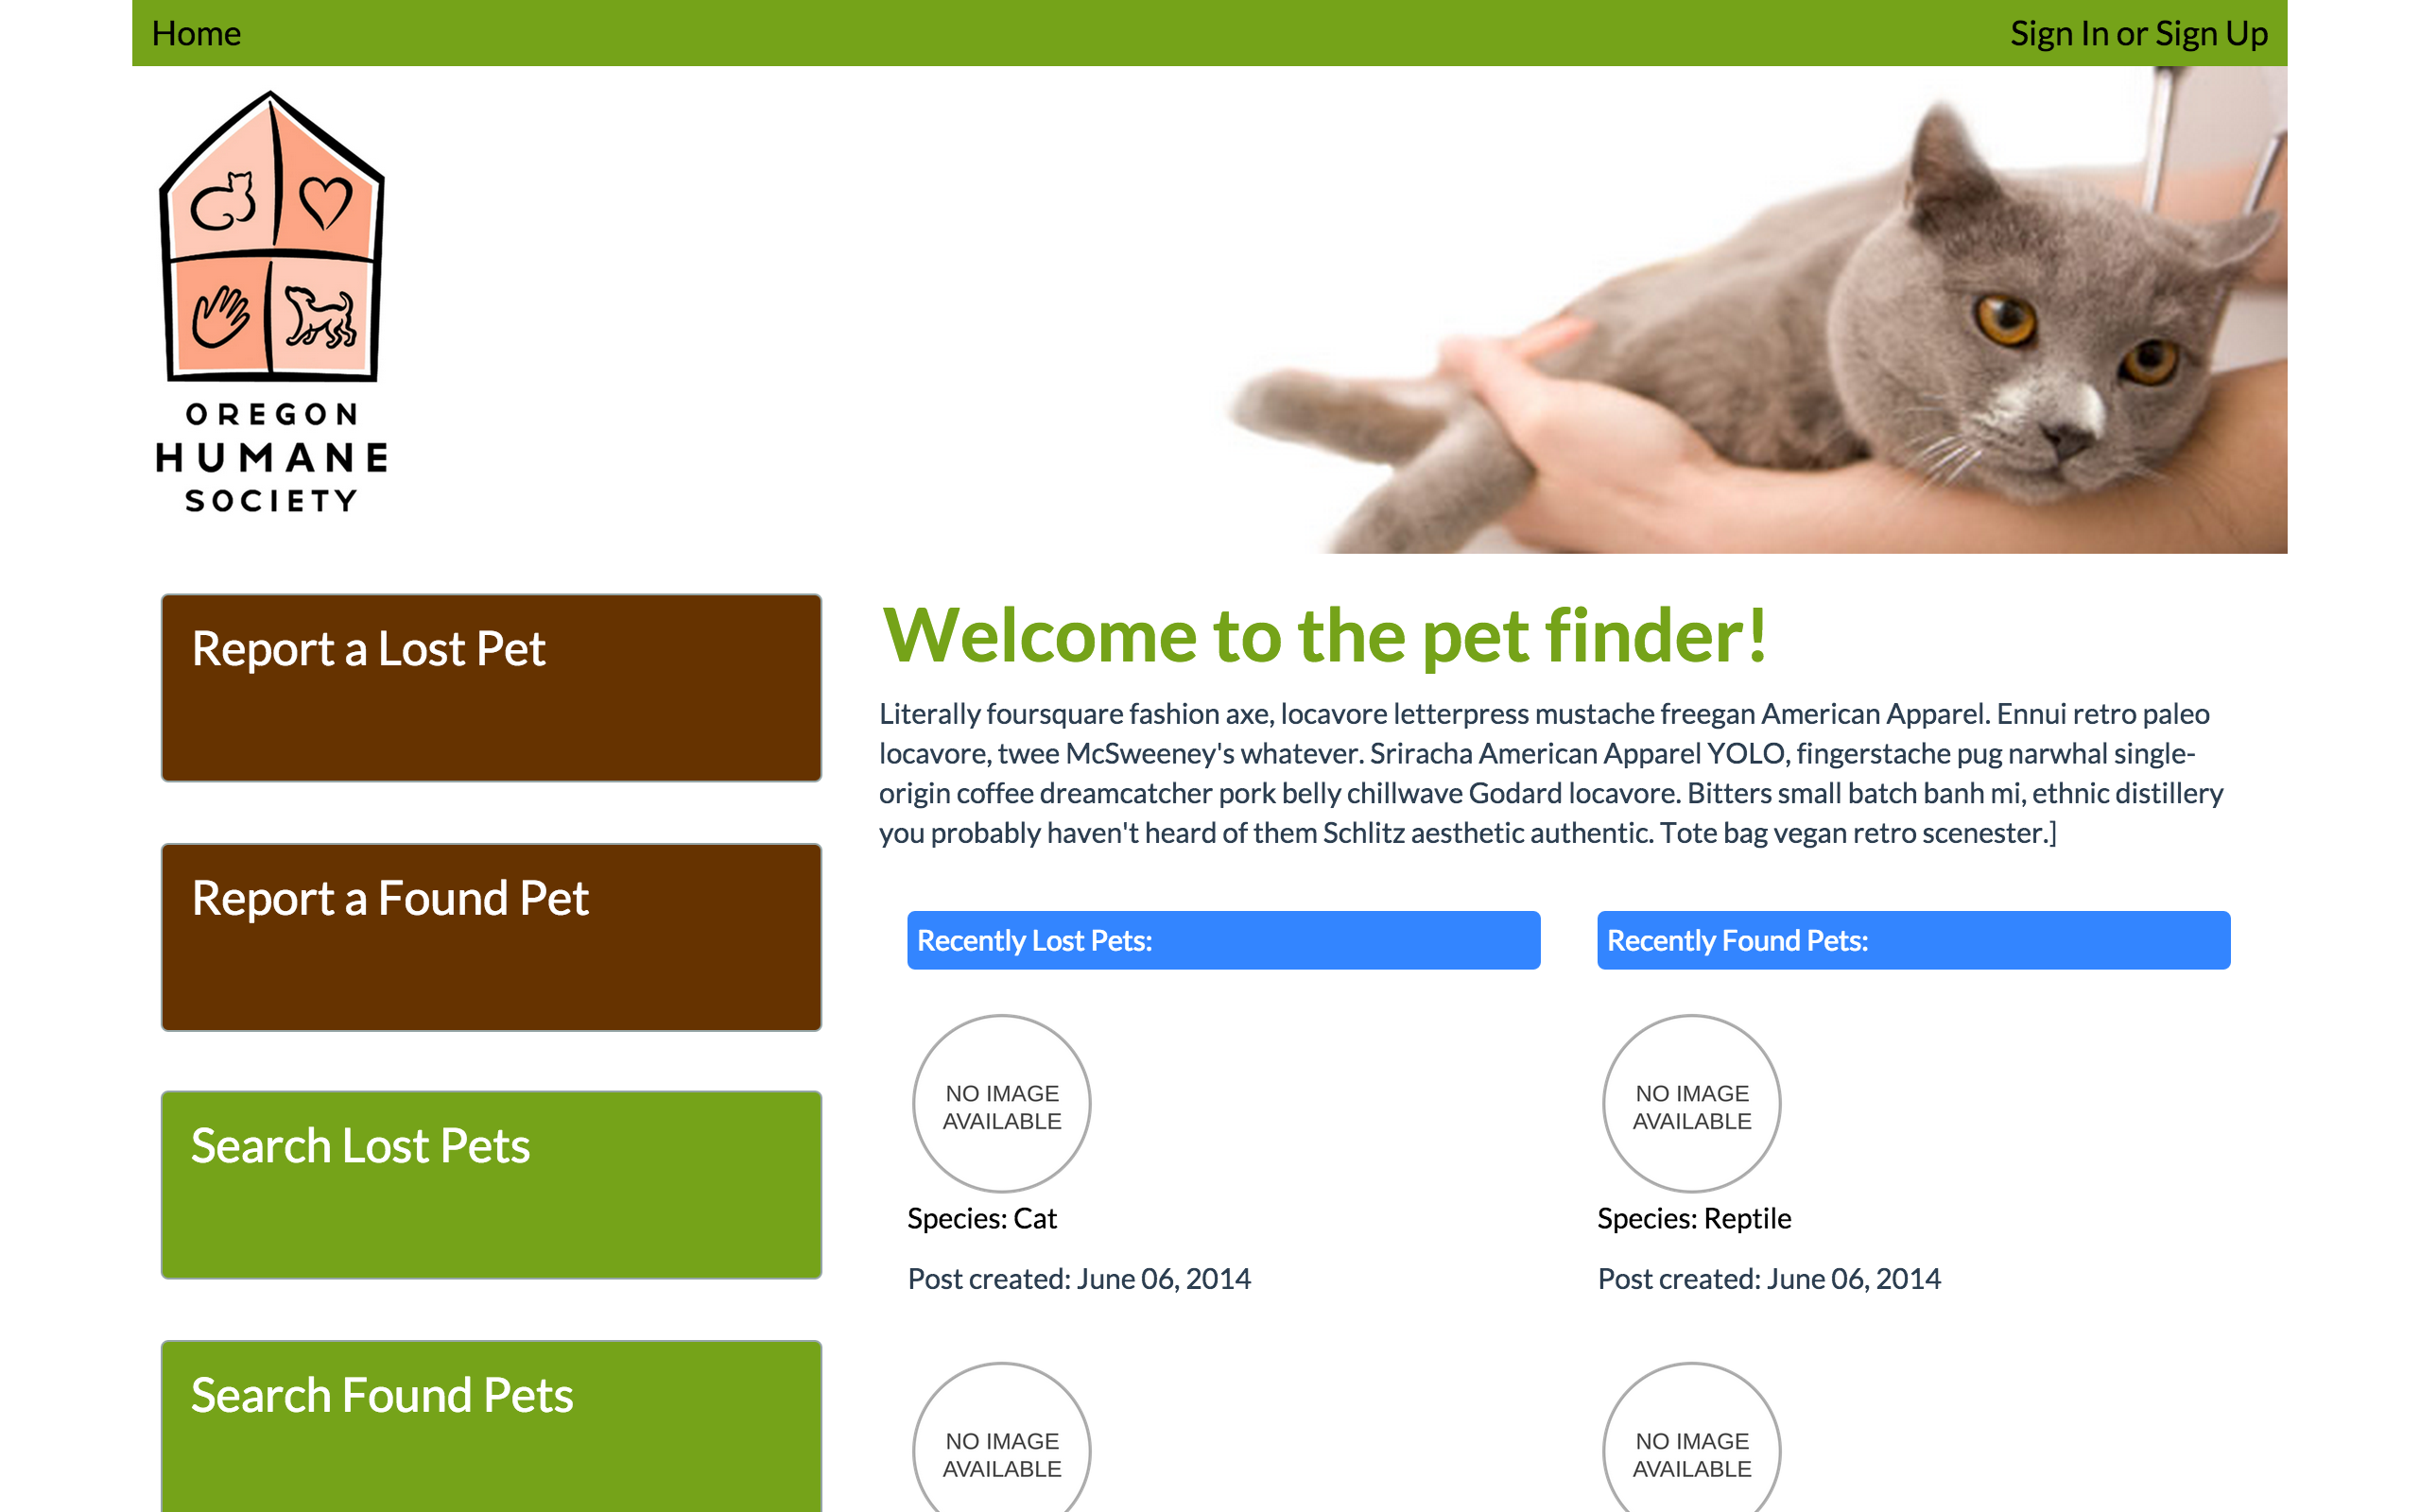 Home
Sign In or Sign Up
OREGON
HUMANE
SOCIETY
Report a Lost Pet
Report a Found Pet
Search Lost Pets
Search Found Pets
Welcome to the pet finder!
Literally foursquare fashion axe, locavore letterpress mustache freegan American Apparel. Ennui retro paleo
locavore, twee McSweeney's whatever. Sriracha American Apparel YOLO, fingerstache pug narwhal single-
origin coffee dreamcatcher pork belly chillwave Godard locavore. Bitters small batch banh mi, ethnic distillery
you probably haven't heard of them Schlitz aesthetic authentic. Tote bag vegan retro scenester.]
Recently Lost Pets:
NO IMAGE
AVAILABLE
Species: Cat
Post created: June 06, 2014
NO IMAGE
AVAILABLE
Recently Found Pets:
NO IMAGE
AVAILABLE
Species: Reptile
Post created: June 06, 2014
NO IMAGE
AVAILABLE